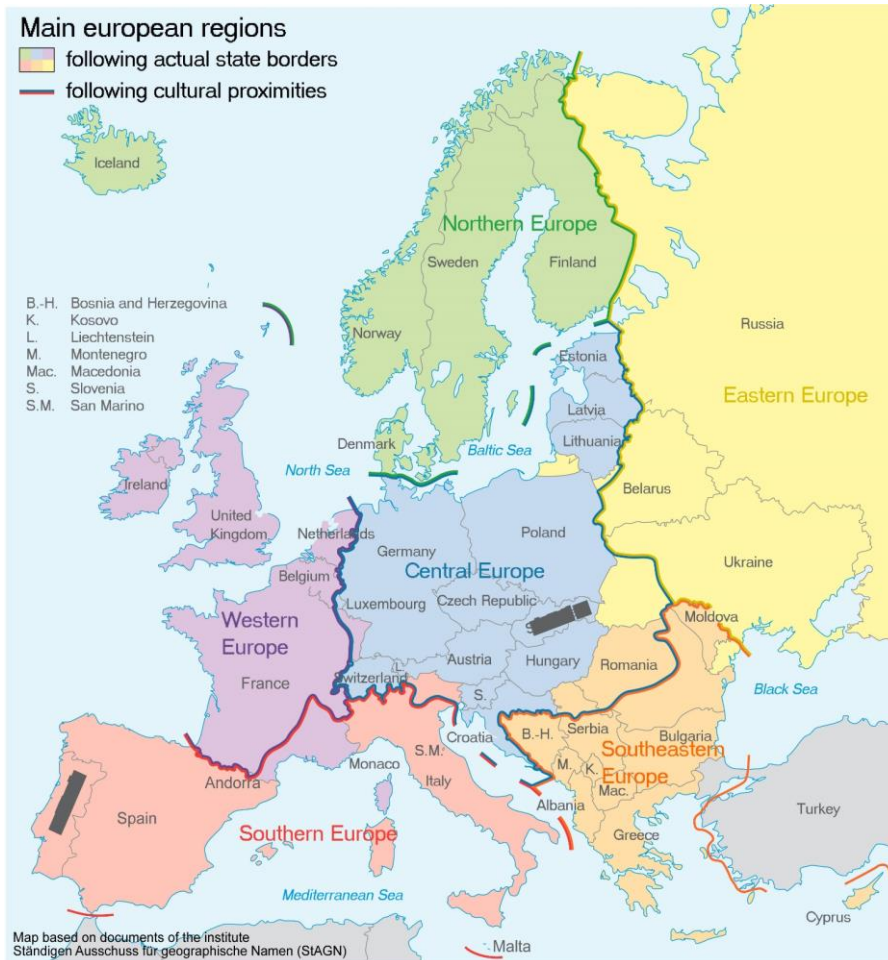 Main european regions
following actual state borders
following cultural proximities
Iceland
Northern Europe
Sweden
Finland
B.-H. Bosnia and Herzegovina
K. Kosovo
L. Liechtenstein
M. Montenegro
Mac. Macedonia
S. Slovenia
S.M. San Marino
Norway
Russia
Estonia
Eastern Europe
Latvia
Lithuania
Denmark
Baltic Sea
North Sea
Ireland
Belarus
United
Kingdom
Netherlands
Poland
Germany
Ukraine
Belgium
Central Europe
Luxembourg
Czech Republic
Western
Europe
Moldova
Austria
Hungary
Romania
L.
Switzerland
France
S.
Black Sea
Croatia
B.-H.
Serbia
Bulgaria
Southeastern
Europe
S.M.
Monaco
Italy
M.
K.
Andorra
Mac.
Albania
Turkey
Spain
Southern Europe
Greece
Mediterranean Sea
Cyprus
Malta
Map based on documents of the institute
Ständigen Ausschuss für geographische Namen (StAGN)